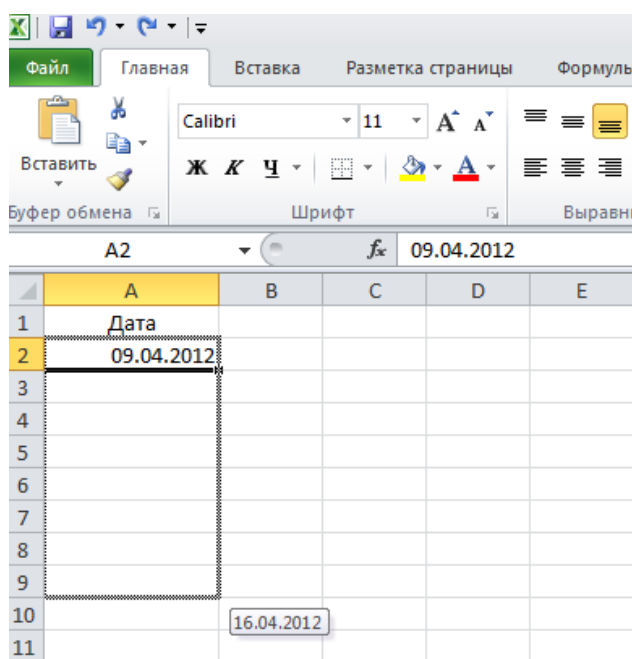 Файл Главная Вставка Разметка страницы Формулы
Calibri 11 А А
Вставить Ж К Ч А
Буфер обмена Шрифт Выравн
A2 fx 09.04.2012
A B C D E
1 Дата
2 09.04.2012
3
4
5
6
7
8
9
10 16.04.2012
11